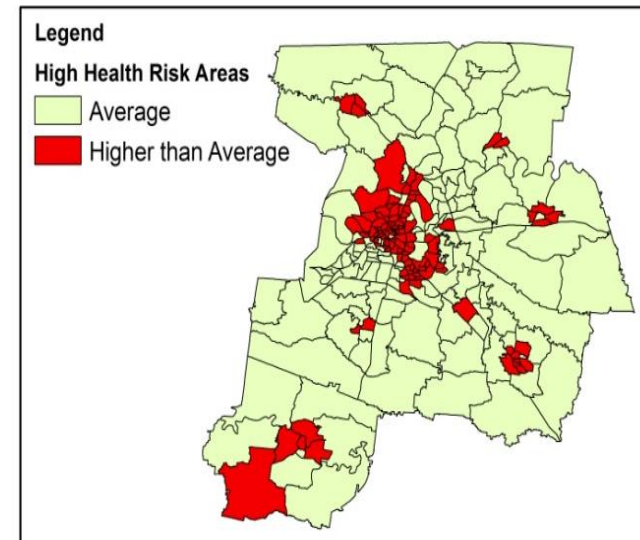 Legend
High Health Risk Areas
Average
Higher than Average